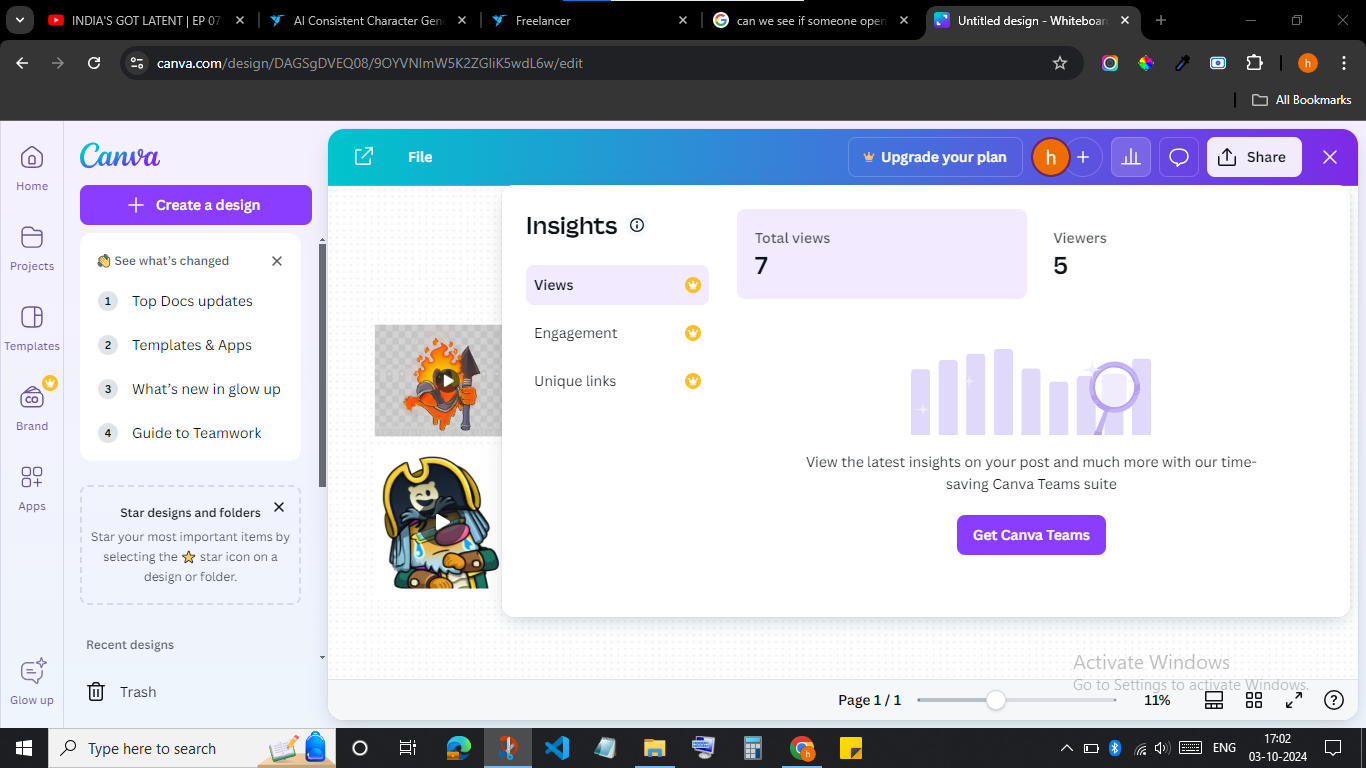 INDIA'S GOT LATENT | EP 07
AI Consistent Character Gen
Freelancer
can we see if someone open
Untitled design - Whiteboard
canva.com/design/DAGSgDVEQ08/9OYVNlmW5K2ZGliK5wdL6w/edit
h
All Bookmarks
Home
Projects
Templates
CO
Brand
Apps
Glow up
Canva
Create a design
See what's changed
1 Top Docs updates
2 Templates & Apps
3 What's new in glow up
4 Guide to Teamwork
Star designs and folders
Star your most important items by
selecting the ⭐ star icon on a
design or folder.
Recent designs
Trash
File
Upgrade your plan
h
Share
Insights
Views
Engagement
Unique links
Total views
7
Viewers
5
View the latest insights on your post and much more with our time-
saving Canva Teams suite
Get Canva Teams
Activate Windows
Go to Settings to activate Windows.
Page 1 / 1
11%
Type here to search
h
ENG
17:02
03-10-2024